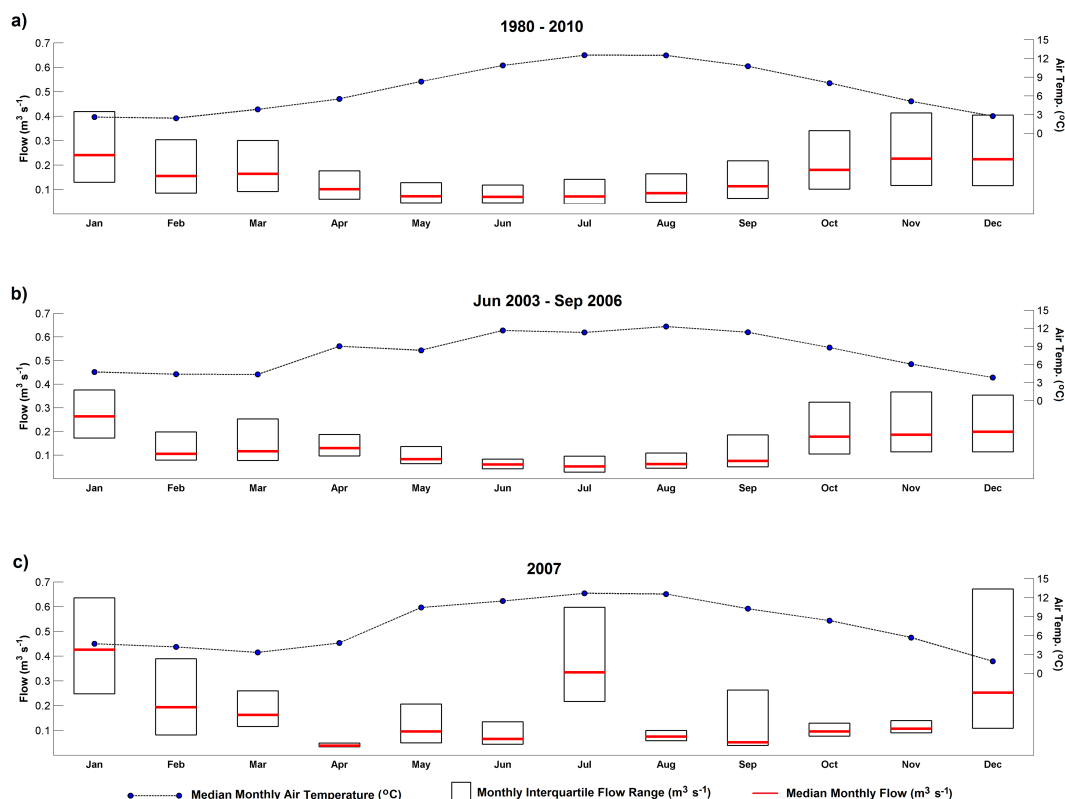 a)
1980 - 2010
0.7
0.6
0.5
0.4
0.3
0.2
0.1
Flow (m³ s⁻¹)
15
12
9
6
3
0
Air Temp. (°C)
Jan Feb Mar Apr May Jun Jul Aug Sep Oct Nov Dec
b)
Jun 2003 - Sep 2006
0.7
0.6
0.5
0.4
0.3
0.2
0.1
Flow (m³ s⁻¹)
15
12
9
6
3
0
Air Temp. (°C)
Jan Feb Mar Apr May Jun Jul Aug Sep Oct Nov Dec
c)
2007
0.7
0.6
0.5
0.4
0.3
0.2
0.1
Flow (m³ s⁻¹)
15
12
9
6
3
0
Air Temp. (°C)
Jan Feb Mar Apr May Jun Jul Aug Sep Oct Nov Dec
Median Monthly Air Temperature (°C) Monthly Interquartile Flow Range (m³ s⁻¹) Median Monthly Flow (m³ s⁻¹)